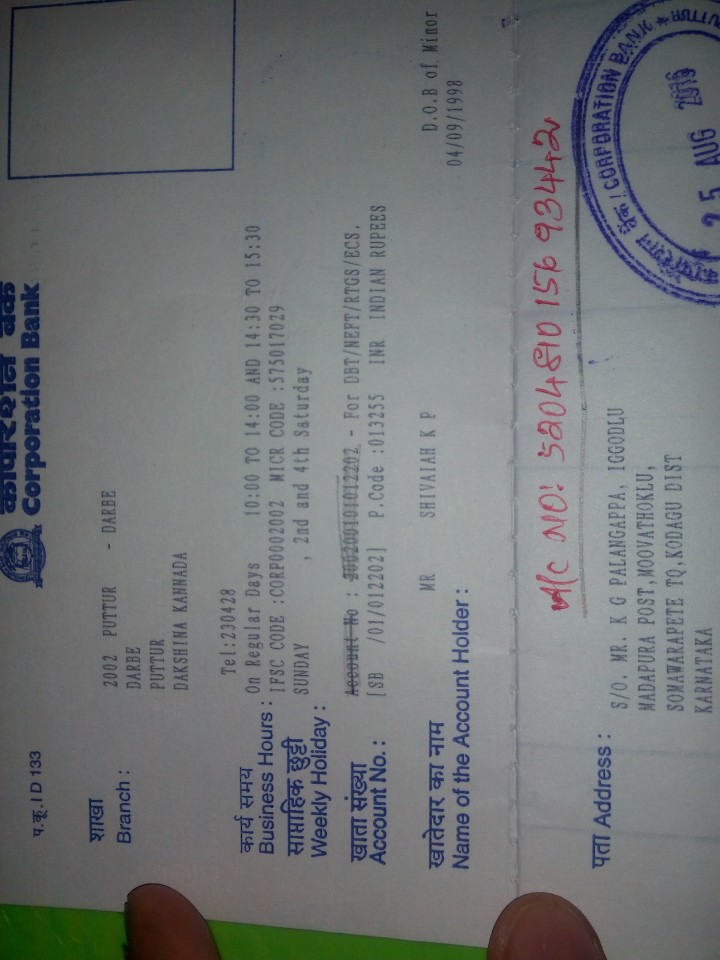 प.क्रू.I D 133
कार्पोरेशन बैंक
Corporation Bank
शाखा
Branch :
2002 PUTTUR - DARBE
DARBE
PUTTUR
DAKSHINA KANNADA
Tel:230428
कार्य समय
Business Hours : On Regular Days 10:00 TO 14:00 AND 14:30 TO 15:30
IFSC CODE :CORP0002002 MICR CODE :575017029
साप्ताहिक छुट्टी
Weekly Holiday : SUNDAY , 2nd and 4th Saturday
खाता संख्या
Account No. :
Account No : 200200101012202 - For DBT/NEFT/RTGS/ECS.
[SB /01/012202] P.Code :013255 INR INDIAN RUPEES
खातेदार का नाम
Name of the Account Holder :
MR SHIVAIAH K P
D.O.B of Minor
04/09/1998
A/C NO: 520481015693442
पता Address :
S/O. MR. K G PALANGAPPA, IGGODLU
MADAPURA POST,MOOVATHOKLU,
SOMAWARAPETE TQ,KODAGU DIST
KARNATAKA
CORPORATION BANK
25 AUG 2016